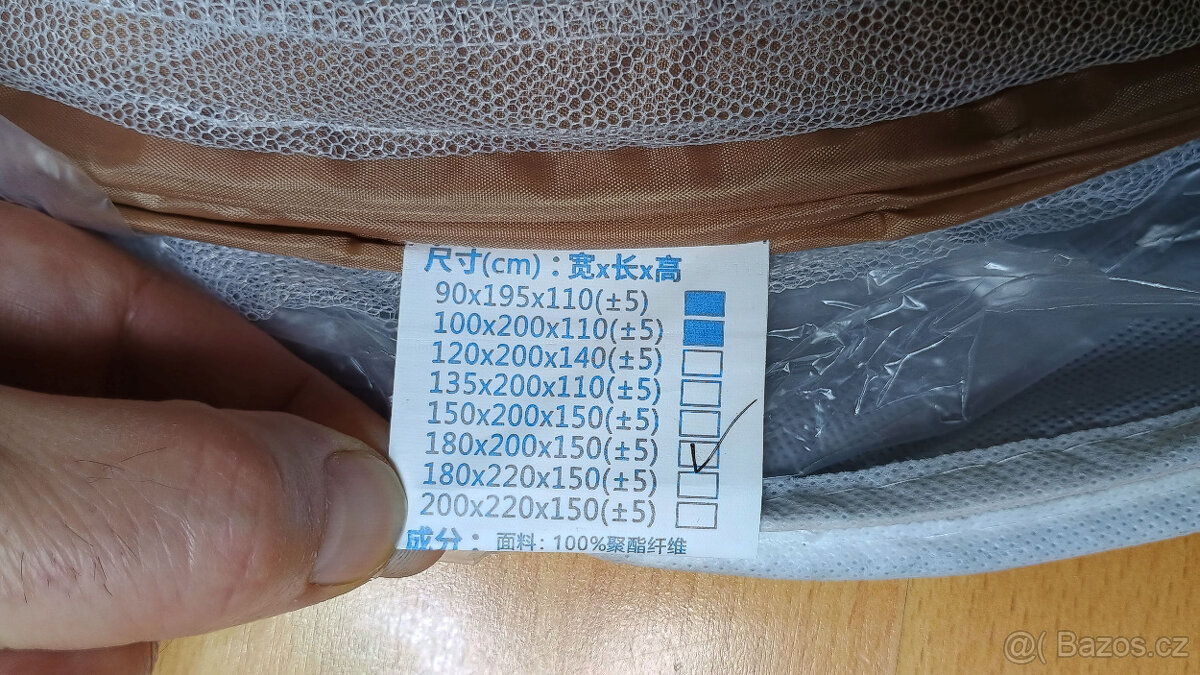 尺寸(cm)：宽x长x高
90x195x110(±5)
100x200x110(±5)
120x200x140(±5)
135x200x110(±5)
150x200x150(±5)
180x200x150(±5)
180x220x150(±5)
200x220x150(±5)
成分：面料：100%聚酯纤维
@( Bazos.cz